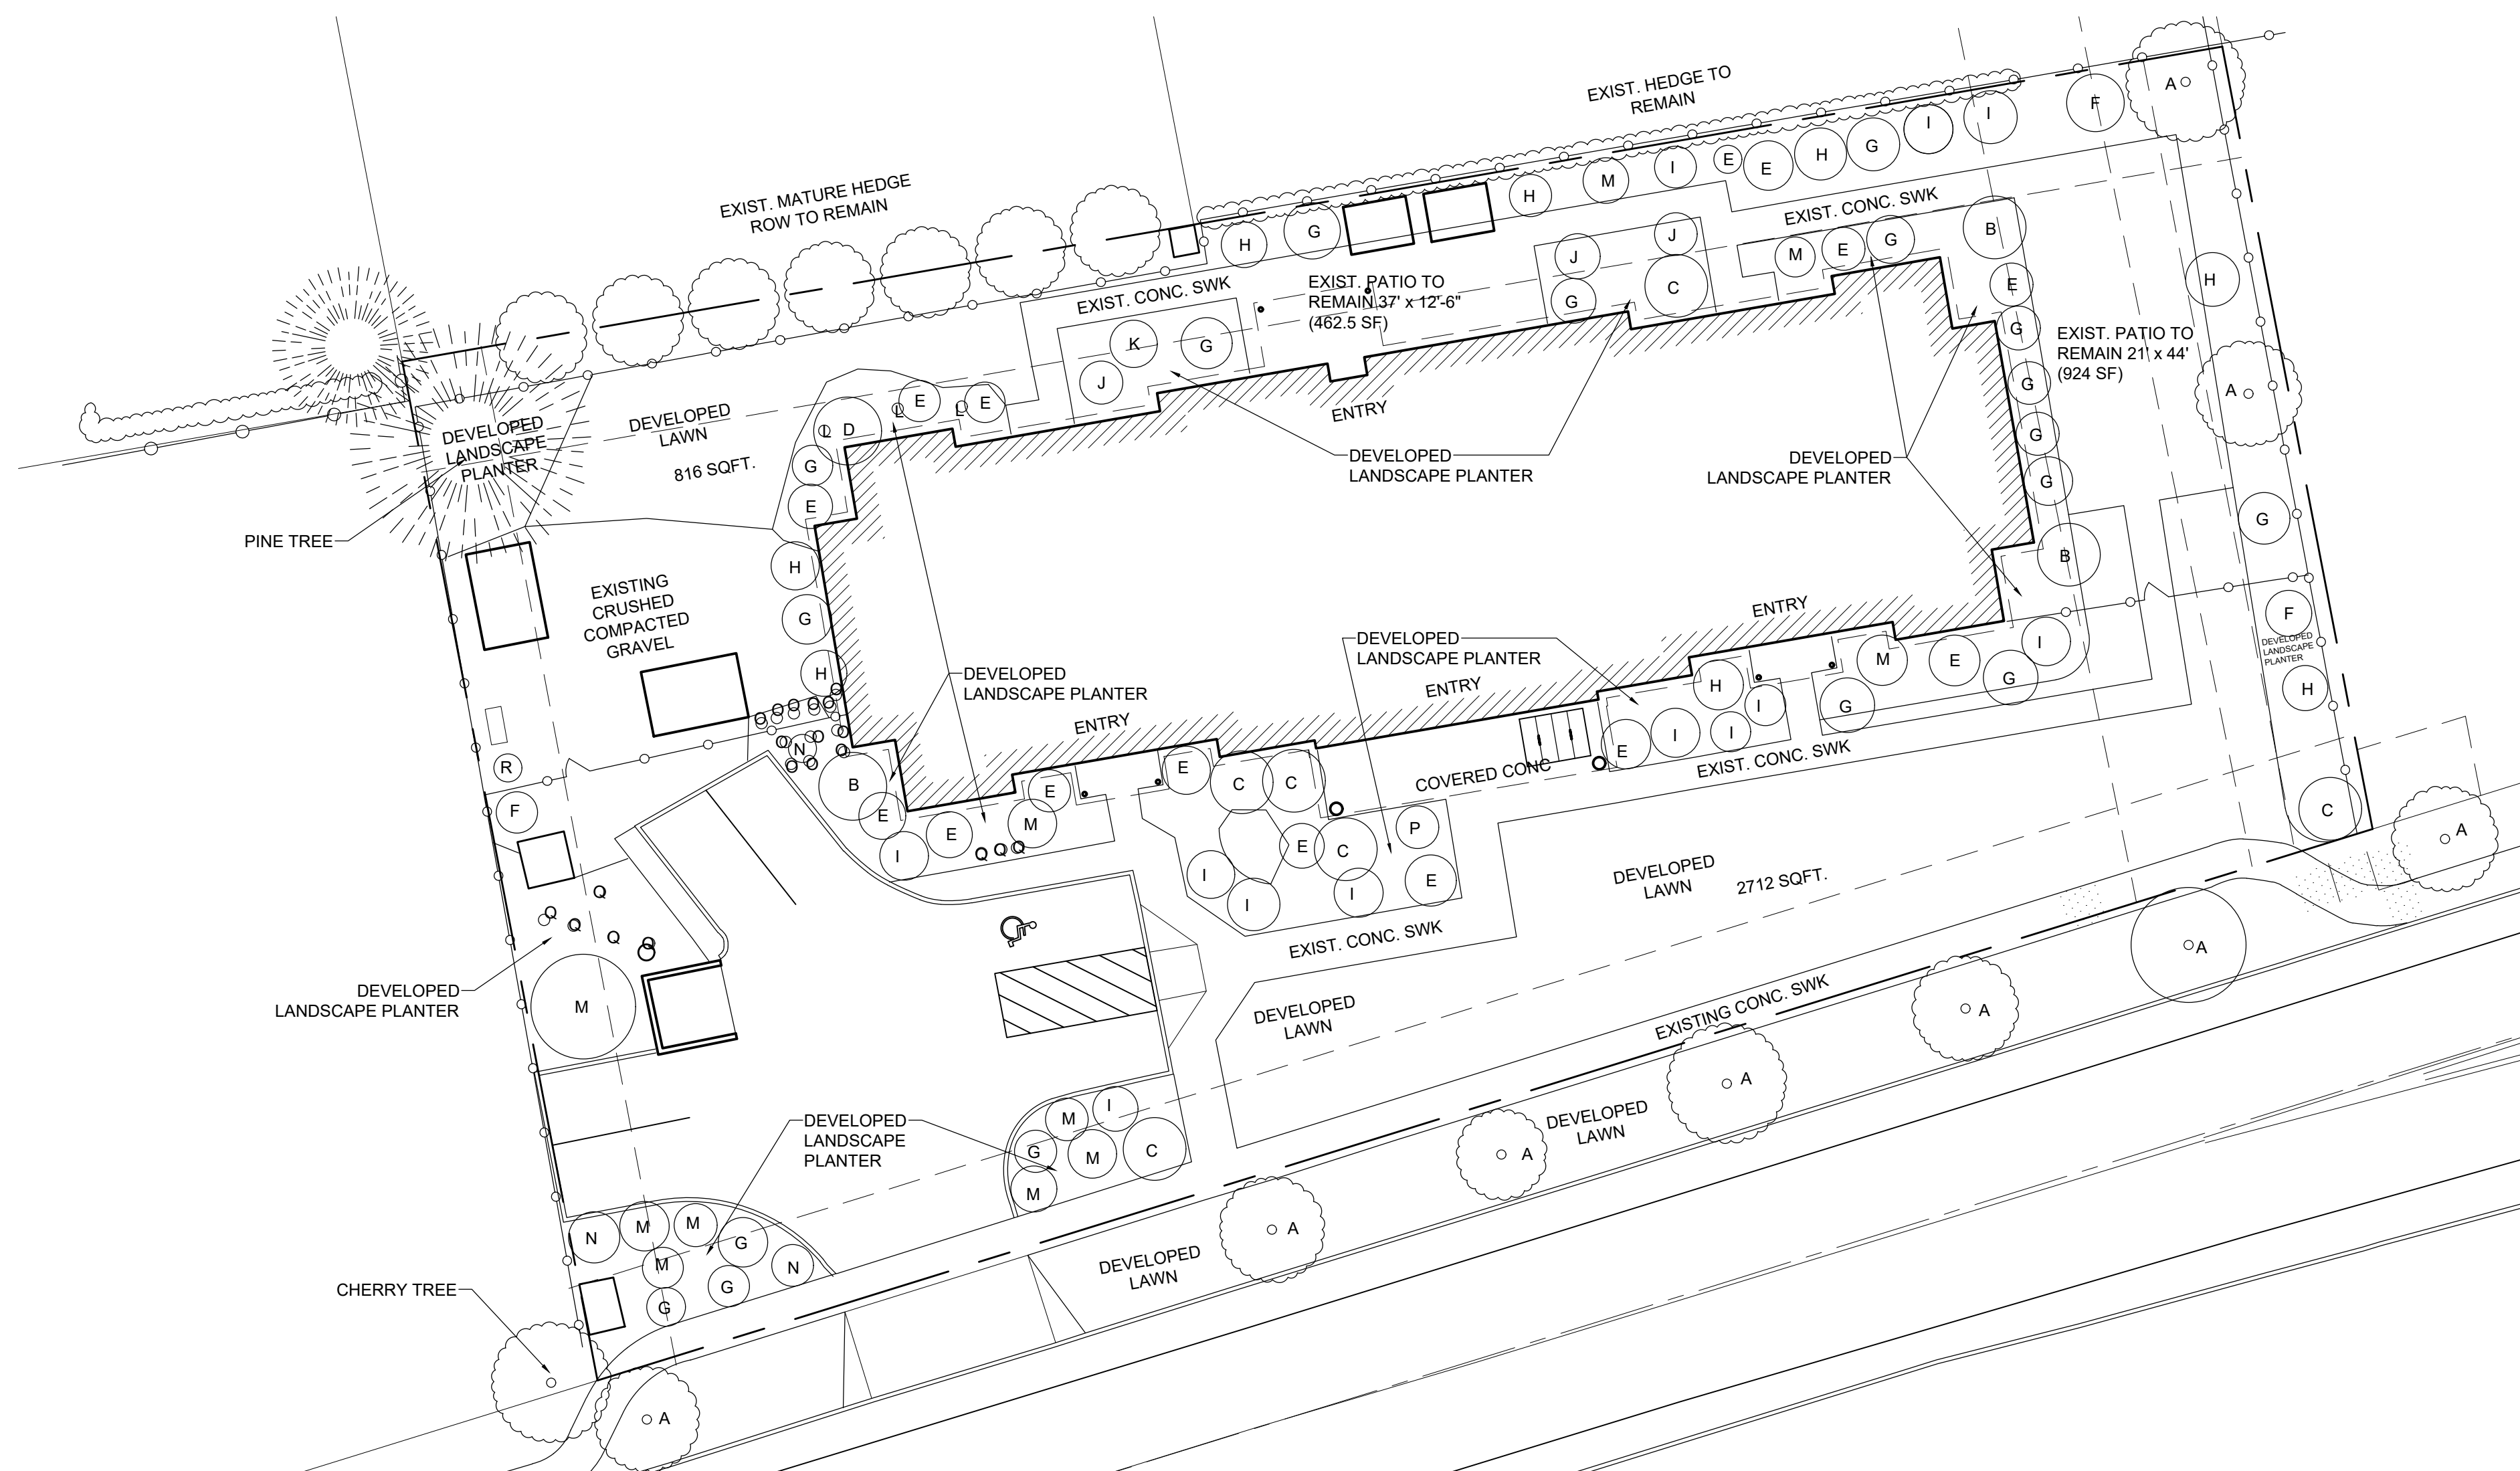 EXIST. HEDGE TO
REMAIN
A
F
I
I
G
H
E
E
I
M
H
G
H
EXIST. MATURE HEDGE
ROW TO REMAIN
EXIST. CONC. SWK
B
G
E
M
J
J
C
G
EXIST. PATIO TO
REMAIN 37' x 12'-6"
(462.5 SF)
EXIST. CONC. SWK
K
G
J
H
E
G
EXIST. PATIO TO
REMAIN 21' x 44'
(924 SF)
G
G
G
A
E
L
E
L
L
D
ENTRY
DEVELOPED
LAWN
816 SQFT.
DEVELOPED
LANDSCAPE
PLANTER
DEVELOPED
LANDSCAPE PLANTER
DEVELOPED
LANDSCAPE PLANTER
G
E
G
PINE TREE
B
H
G
H
EXISTING
CRUSHED
COMPACTED
GRAVEL
ENTRY
F
DEVELOPED
LANDSCAPE
PLANTER
H
DEVELOPED
LANDSCAPE PLANTER
I
M
E
G
G
H
I
I
I
E
ENTRY
DEVELOPED
LANDSCAPE PLANTER
ENTRY
O O O O O
O O O
O O O
N
B
E
R
F
COVERED CONC
EXIST. CONC. SWK
E
C
C
E
M
E
I
Q Q Q
E
C
P
E
I
I
I
C
A
DEVELOPED
LAWN
2712 SQFT.
Q
Q
Q
Q
Q
EXIST. CONC. SWK
DEVELOPED
LANDSCAPE PLANTER
M
A
DEVELOPED
LAWN
EXISTING CONC. SWK
A
A
DEVELOPED
LAWN
A
M
I
G
M
C
M
DEVELOPED
LANDSCAPE
PLANTER
N
M
M
G
M
G
N
G
A
DEVELOPED
LAWN
CHERRY TREE
A